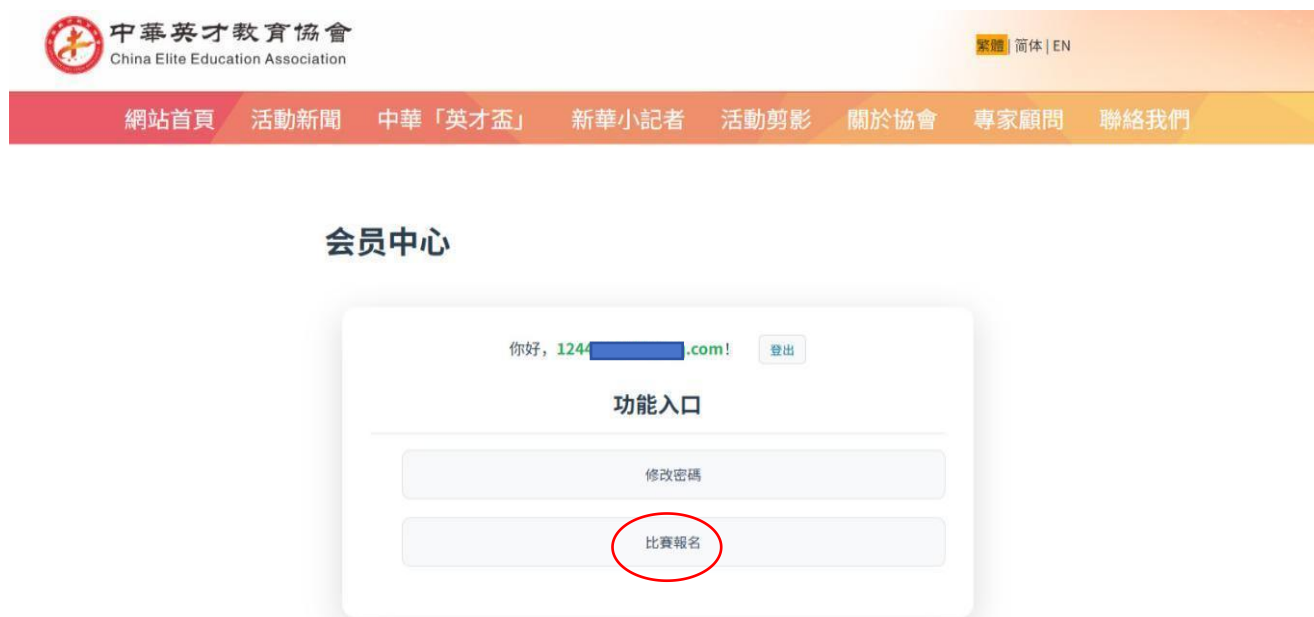 中華英才教育協會
China Elite Education Association
繁體 | 简体 | EN
網站首頁 活動新聞 中華「英才盃」 新華小記者 活動剪影 關於協會 專家顧問 聯絡我們
会员中心
你好，1244 .com! 登出
功能入口
修改密碼
比賽報名